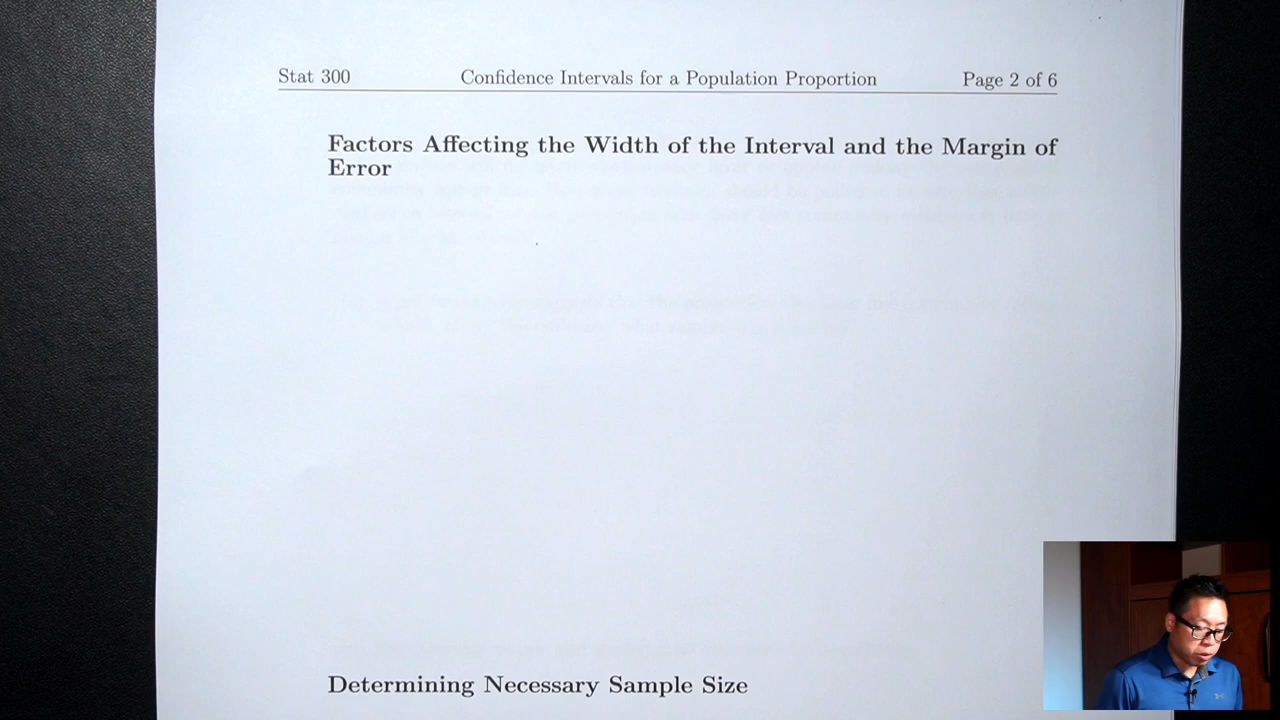 Stat 300 Confidence Intervals for a Population Proportion Page 2 of 6
Factors Affecting the Width of the Interval and the Margin of
Error
Determining Necessary Sample Size